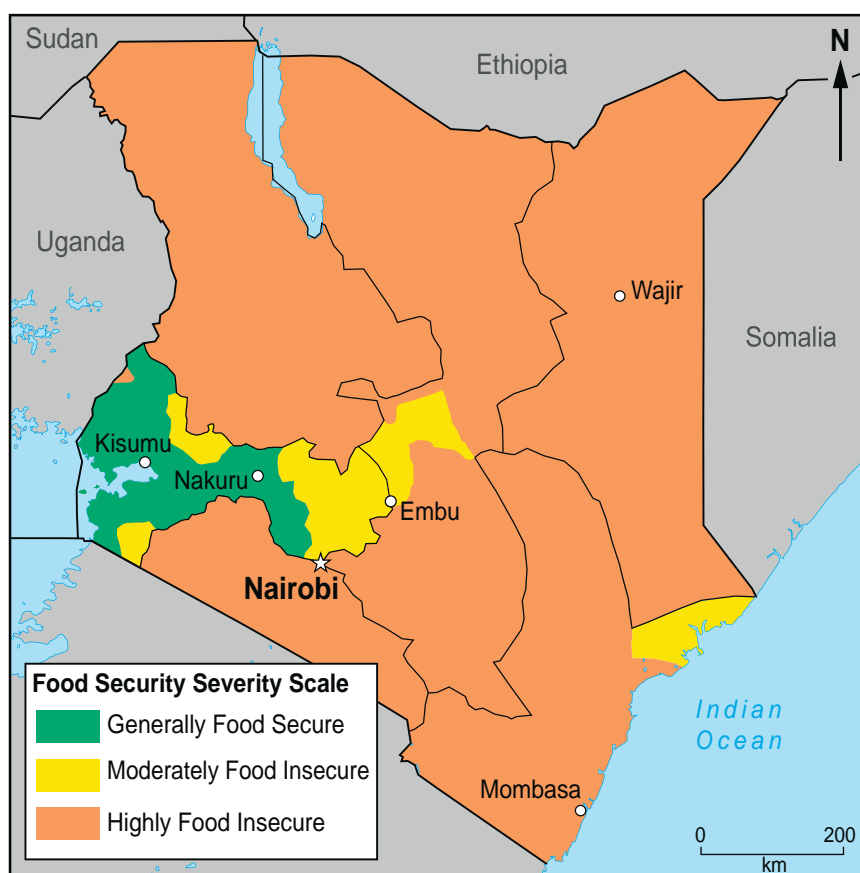 Sudan
Ethiopia
N
Uganda
Wajir
Somalia
Kisumu
Nakuru
Embu
Nairobi
Food Security Severity Scale
Generally Food Secure
Moderately Food Insecure
Highly Food Insecure
Indian
Ocean
Mombasa
0 200
km